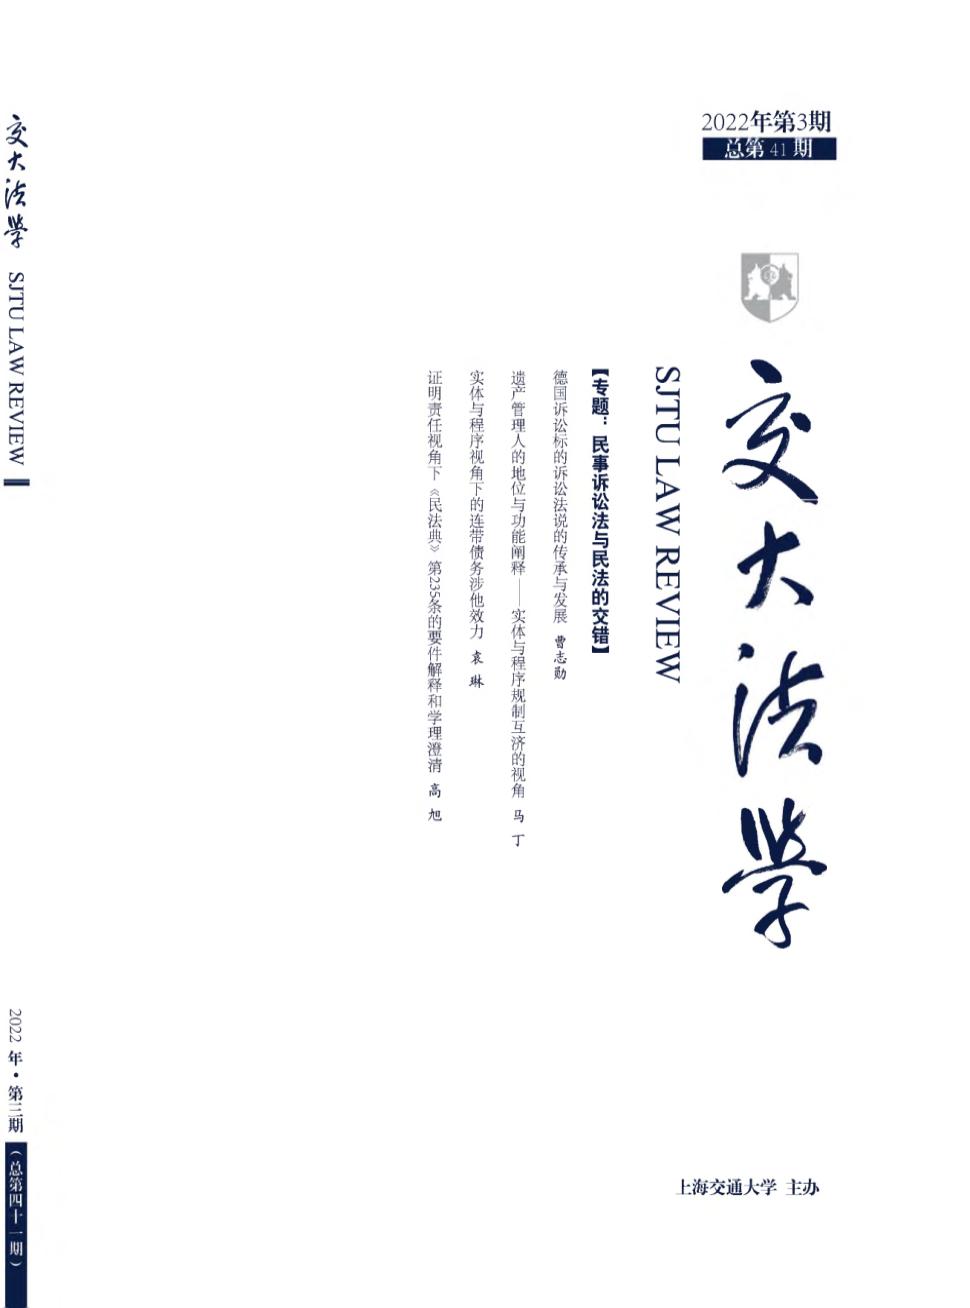 交大法学 SJTU LAW REVIEW
2022年·第三期
(总第四十一期)
2022年第3期
总第 41 期
交大法学
SJTU LAW REVIEW
【专题：民事诉讼法与民法的交错】
德国诉讼标的诉讼法说的传承与发展 曹志勋
遗产管理人的地位与功能阐释——实体与程序规制互济的视角 马 丁
实体与程序视角下的连带债务涉他效力 袁 琳
证明责任视角下《民法典》第235条的要件解释和学理澄清 高 旭
上海交通大学 主办